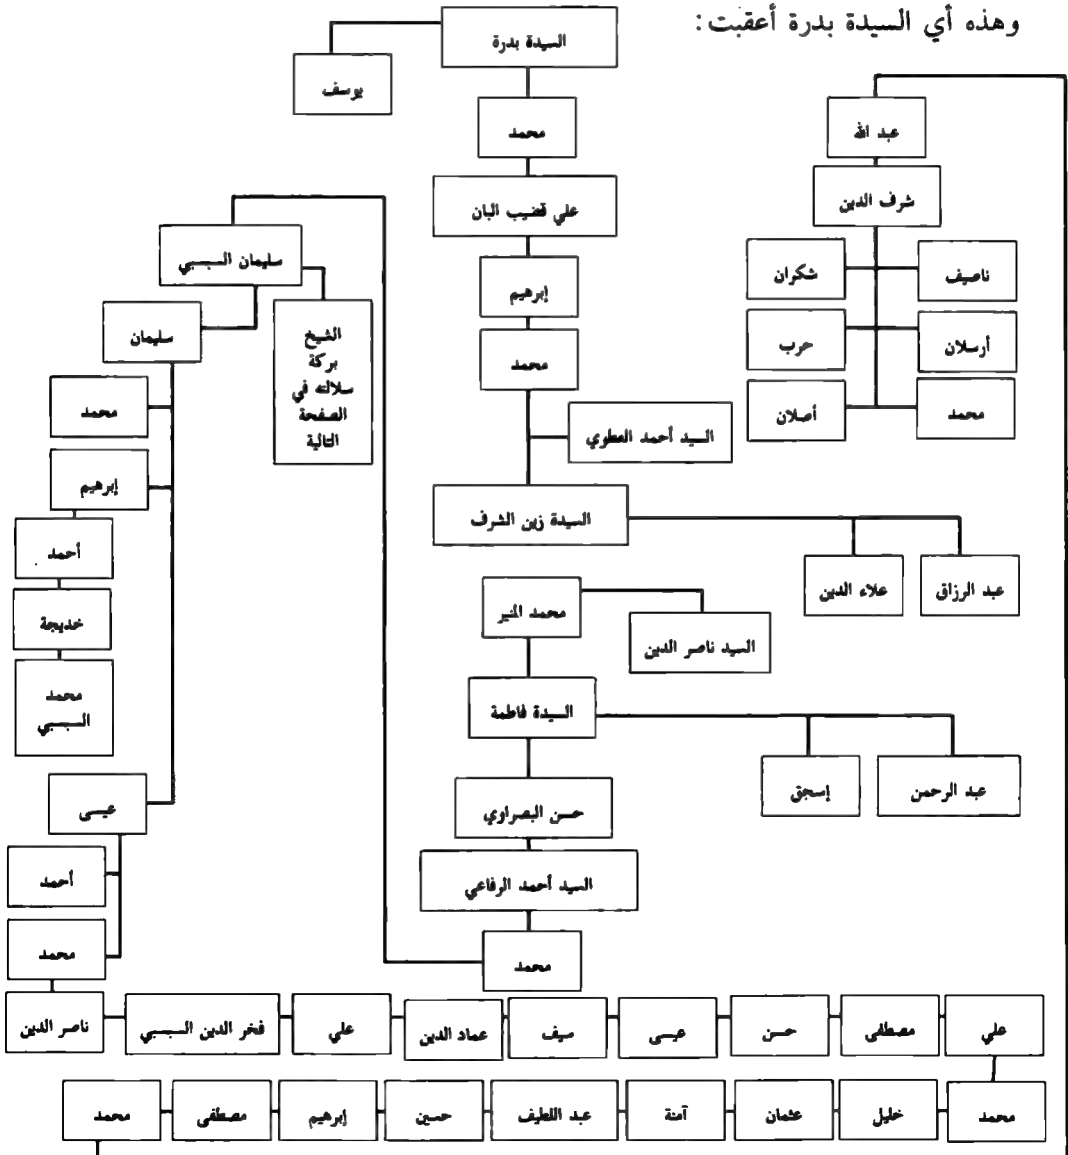 وهذه أي السيدة بدرة أعقبت:
السيدة بدرة
يوسف
محمد
علي قضيب البان
إبرهيم
محمد
السيد أحمد العطوي
السيدة زين الشرف
عبد الرزاق
علاء الدين
محمد المنير
السيد ناصر الدين
السيدة فاطمة
عبد الرحمن
إسحق
حسن البصراوي
السيد أحمد الرفاعي
محمد
سليمان السبسبي
الشيخ
بركة
سلالته في
الصفحة
التالية
سليمان
محمد
إبرهيم
أحمد
خديجة
محمد
السبسبي
عيسى
أحمد
محمد
ناصر الدين
فخر الدين السبسبي
علي
عماد الدين
سيف
عيسى
حسن
مصطفى
علي
محمد
خليل
عثمان
آمنة
عبد اللطيف
حسين
إبرهيم
مصطفى
محمد
عبد الله
شرف الدين
ناصيف
شكران
أرسلان
حرب
محمد
أصلان